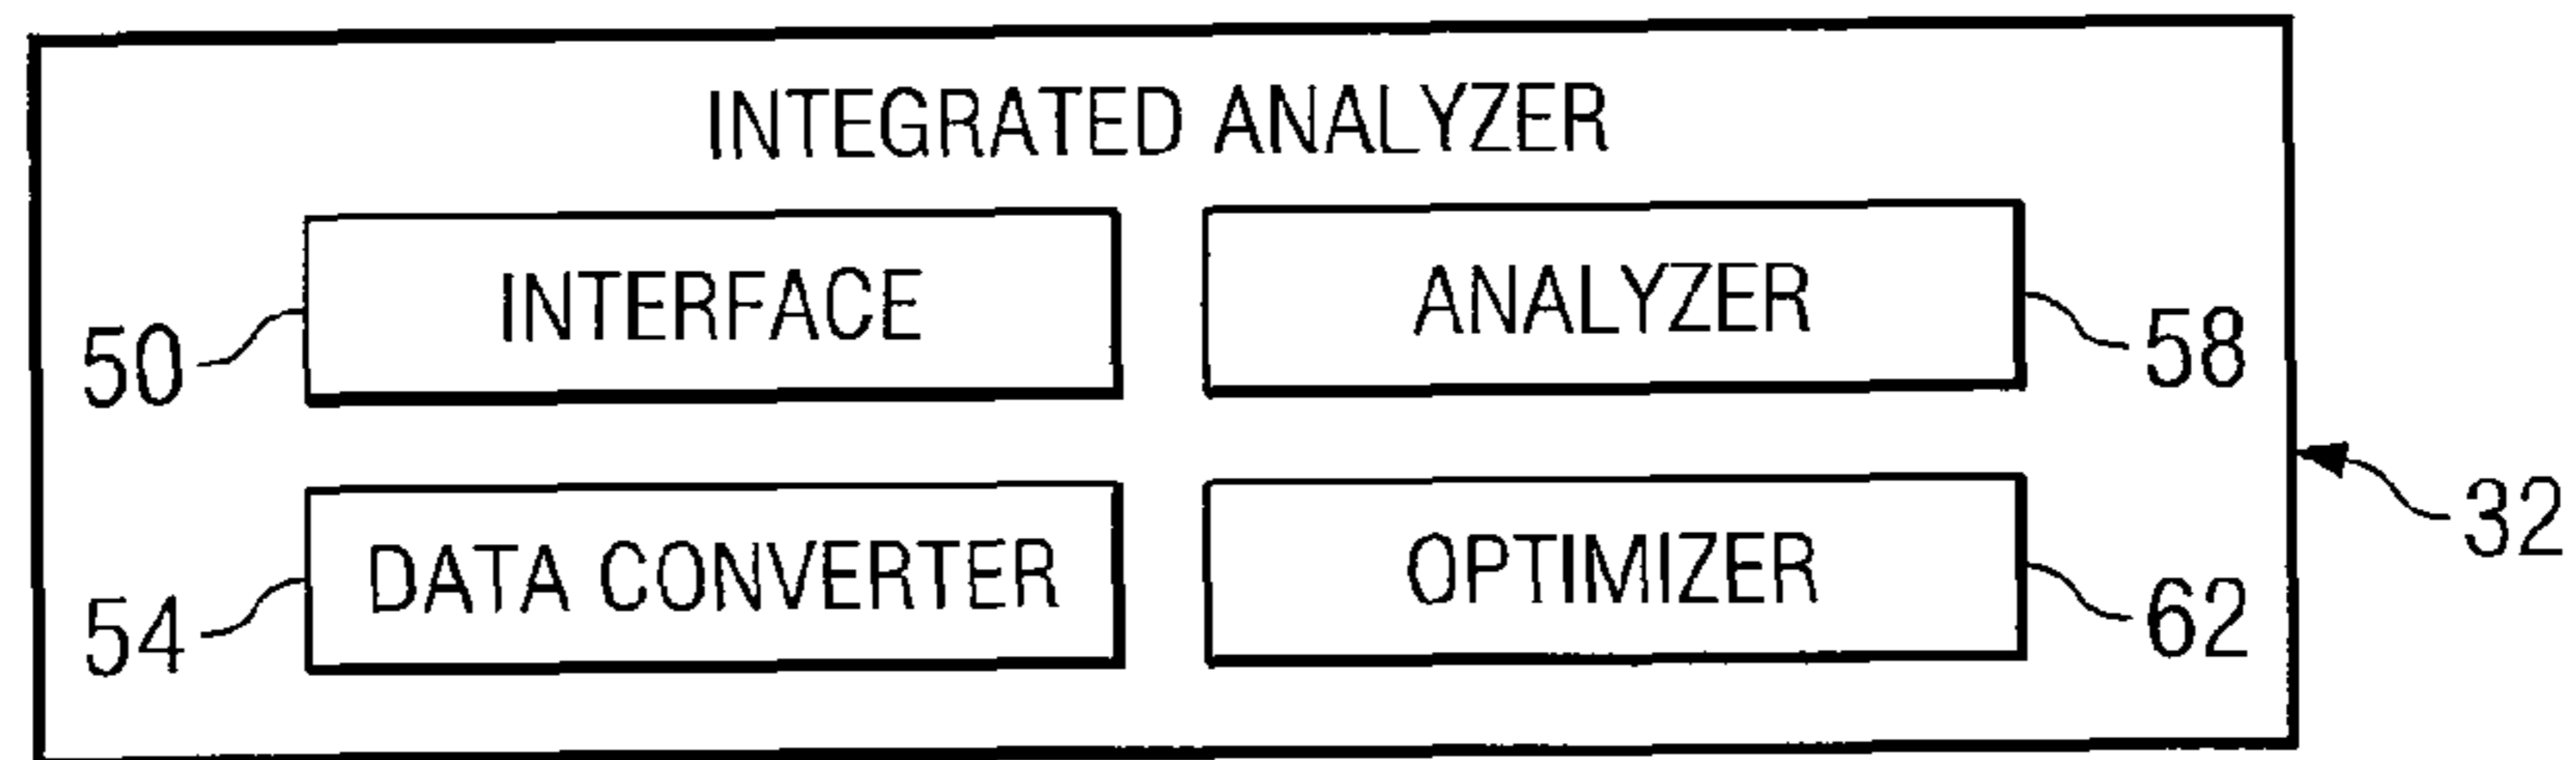 INTEGRATED ANALYZER
INTERFACE
ANALYZER
50
58
32
DATA CONVERTER
OPTIMIZER
54
62